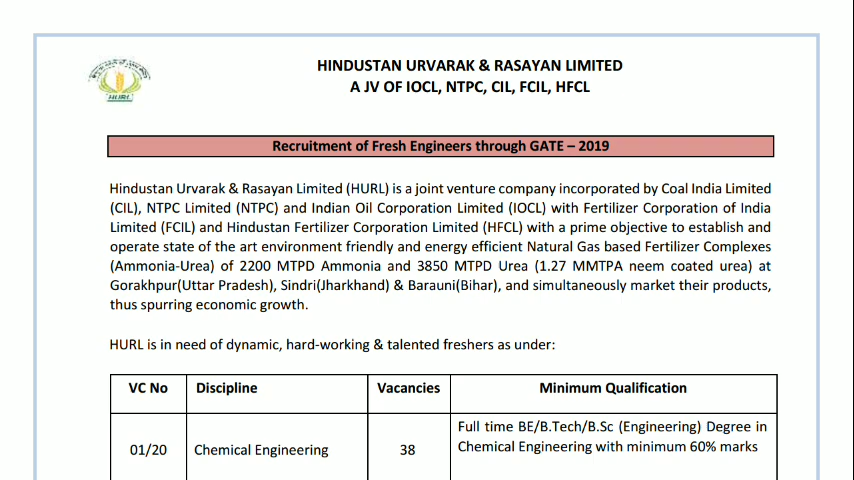 HURL
HINDUSTAN URVARAK & RASAYAN LIMITED
A JV OF IOCL, NTPC, CIL, FCIL, HFCL
Recruitment of Fresh Engineers through GATE – 2019
Hindustan Urvarak & Rasayan Limited (HURL) is a joint venture company incorporated by Coal India Limited
(CIL), NTPC Limited (NTPC) and Indian Oil Corporation Limited (IOCL) with Fertilizer Corporation of India
Limited (FCIL) and Hindustan Fertilizer Corporation Limited (HFCL) with a prime objective to establish and
operate state of the art environment friendly and energy efficient Natural Gas based Fertilizer Complexes
(Ammonia-Urea) of 2200 MTPD Ammonia and 3850 MTPD Urea (1.27 MMTPA neem coated urea) at
Gorakhpur(Uttar Pradesh), Sindri(Jharkhand) & Barauni(Bihar), and simultaneously market their products,
thus spurring economic growth.
HURL is in need of dynamic, hard-working & talented freshers as under:
VC No Discipline Vacancies Minimum Qualification
01/20 Chemical Engineering 38 Full time BE/B.Tech/B.Sc (Engineering) Degree in
Chemical Engineering with minimum 60% marks